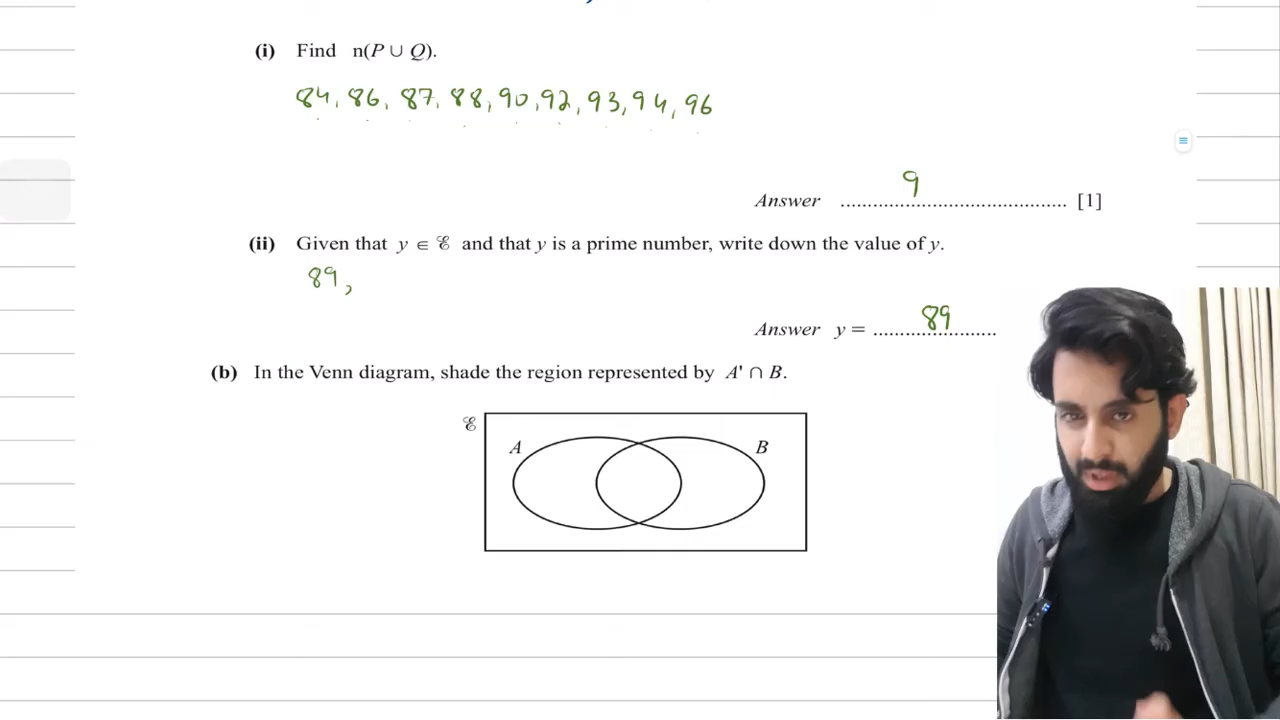 (i) Find n(P ∪ Q).
84, 86, 87, 88, 90, 92, 93, 94, 96
9
Answer ........................................ [1]
(ii) Given that y ∈ ℰ and that y is a prime number, write down the value of y.
89,
89
Answer y = ........................
(b) In the Venn diagram, shade the region represented by A' ∩ B.
ℰ
A B